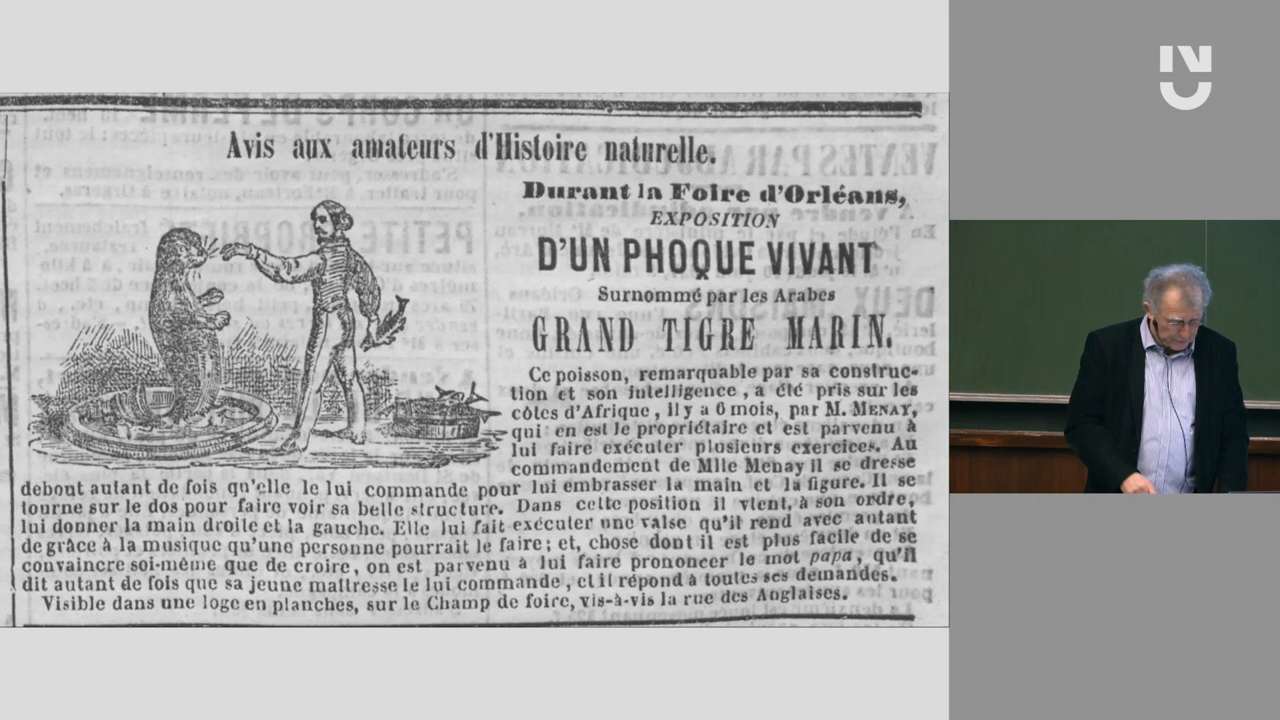 Avis aux amateurs d'Histoire naturelle.
Durant la Foire d'Orléans,
EXPOSITION
D'UN PHOQUE VIVANT
Surnommé par les Arabes
GRAND TIGRE MARIN.
Ce poisson, remarquable par sa construc-
tion et son intelligence, a été pris sur les
côtes d'Afrique, il y a 6 mois, par M. MENAY,
qui en est le propriétaire et est parvenu à
lui faire exécuter plusieurs exercices. Au
commandement de Mlle Menay il se dresse
debout autant de fois qu'elle le lui commande pour lui embrasser la main et la figure. Il se
tourne sur le dos pour faire voir sa belle structure. Dans cette position il vient, à son ordre,
lui donner la main droite et la gauche. Elle lui fait exécuter une valse qu'il rend avec autant
de grâce à la musique qu'une personne pourrait le faire; et, chose dont il est plus facile de se
convaincre soi-même que de croire, on est parvenu à lui faire prononcer le mot papa, qu'il
dit autant de fois que sa jeune maîtresse le lui commande, et il répond à toutes ses demandes.
Visible dans une loge en planches, sur le Champ de foire, vis-à-vis la rue des Anglaises.